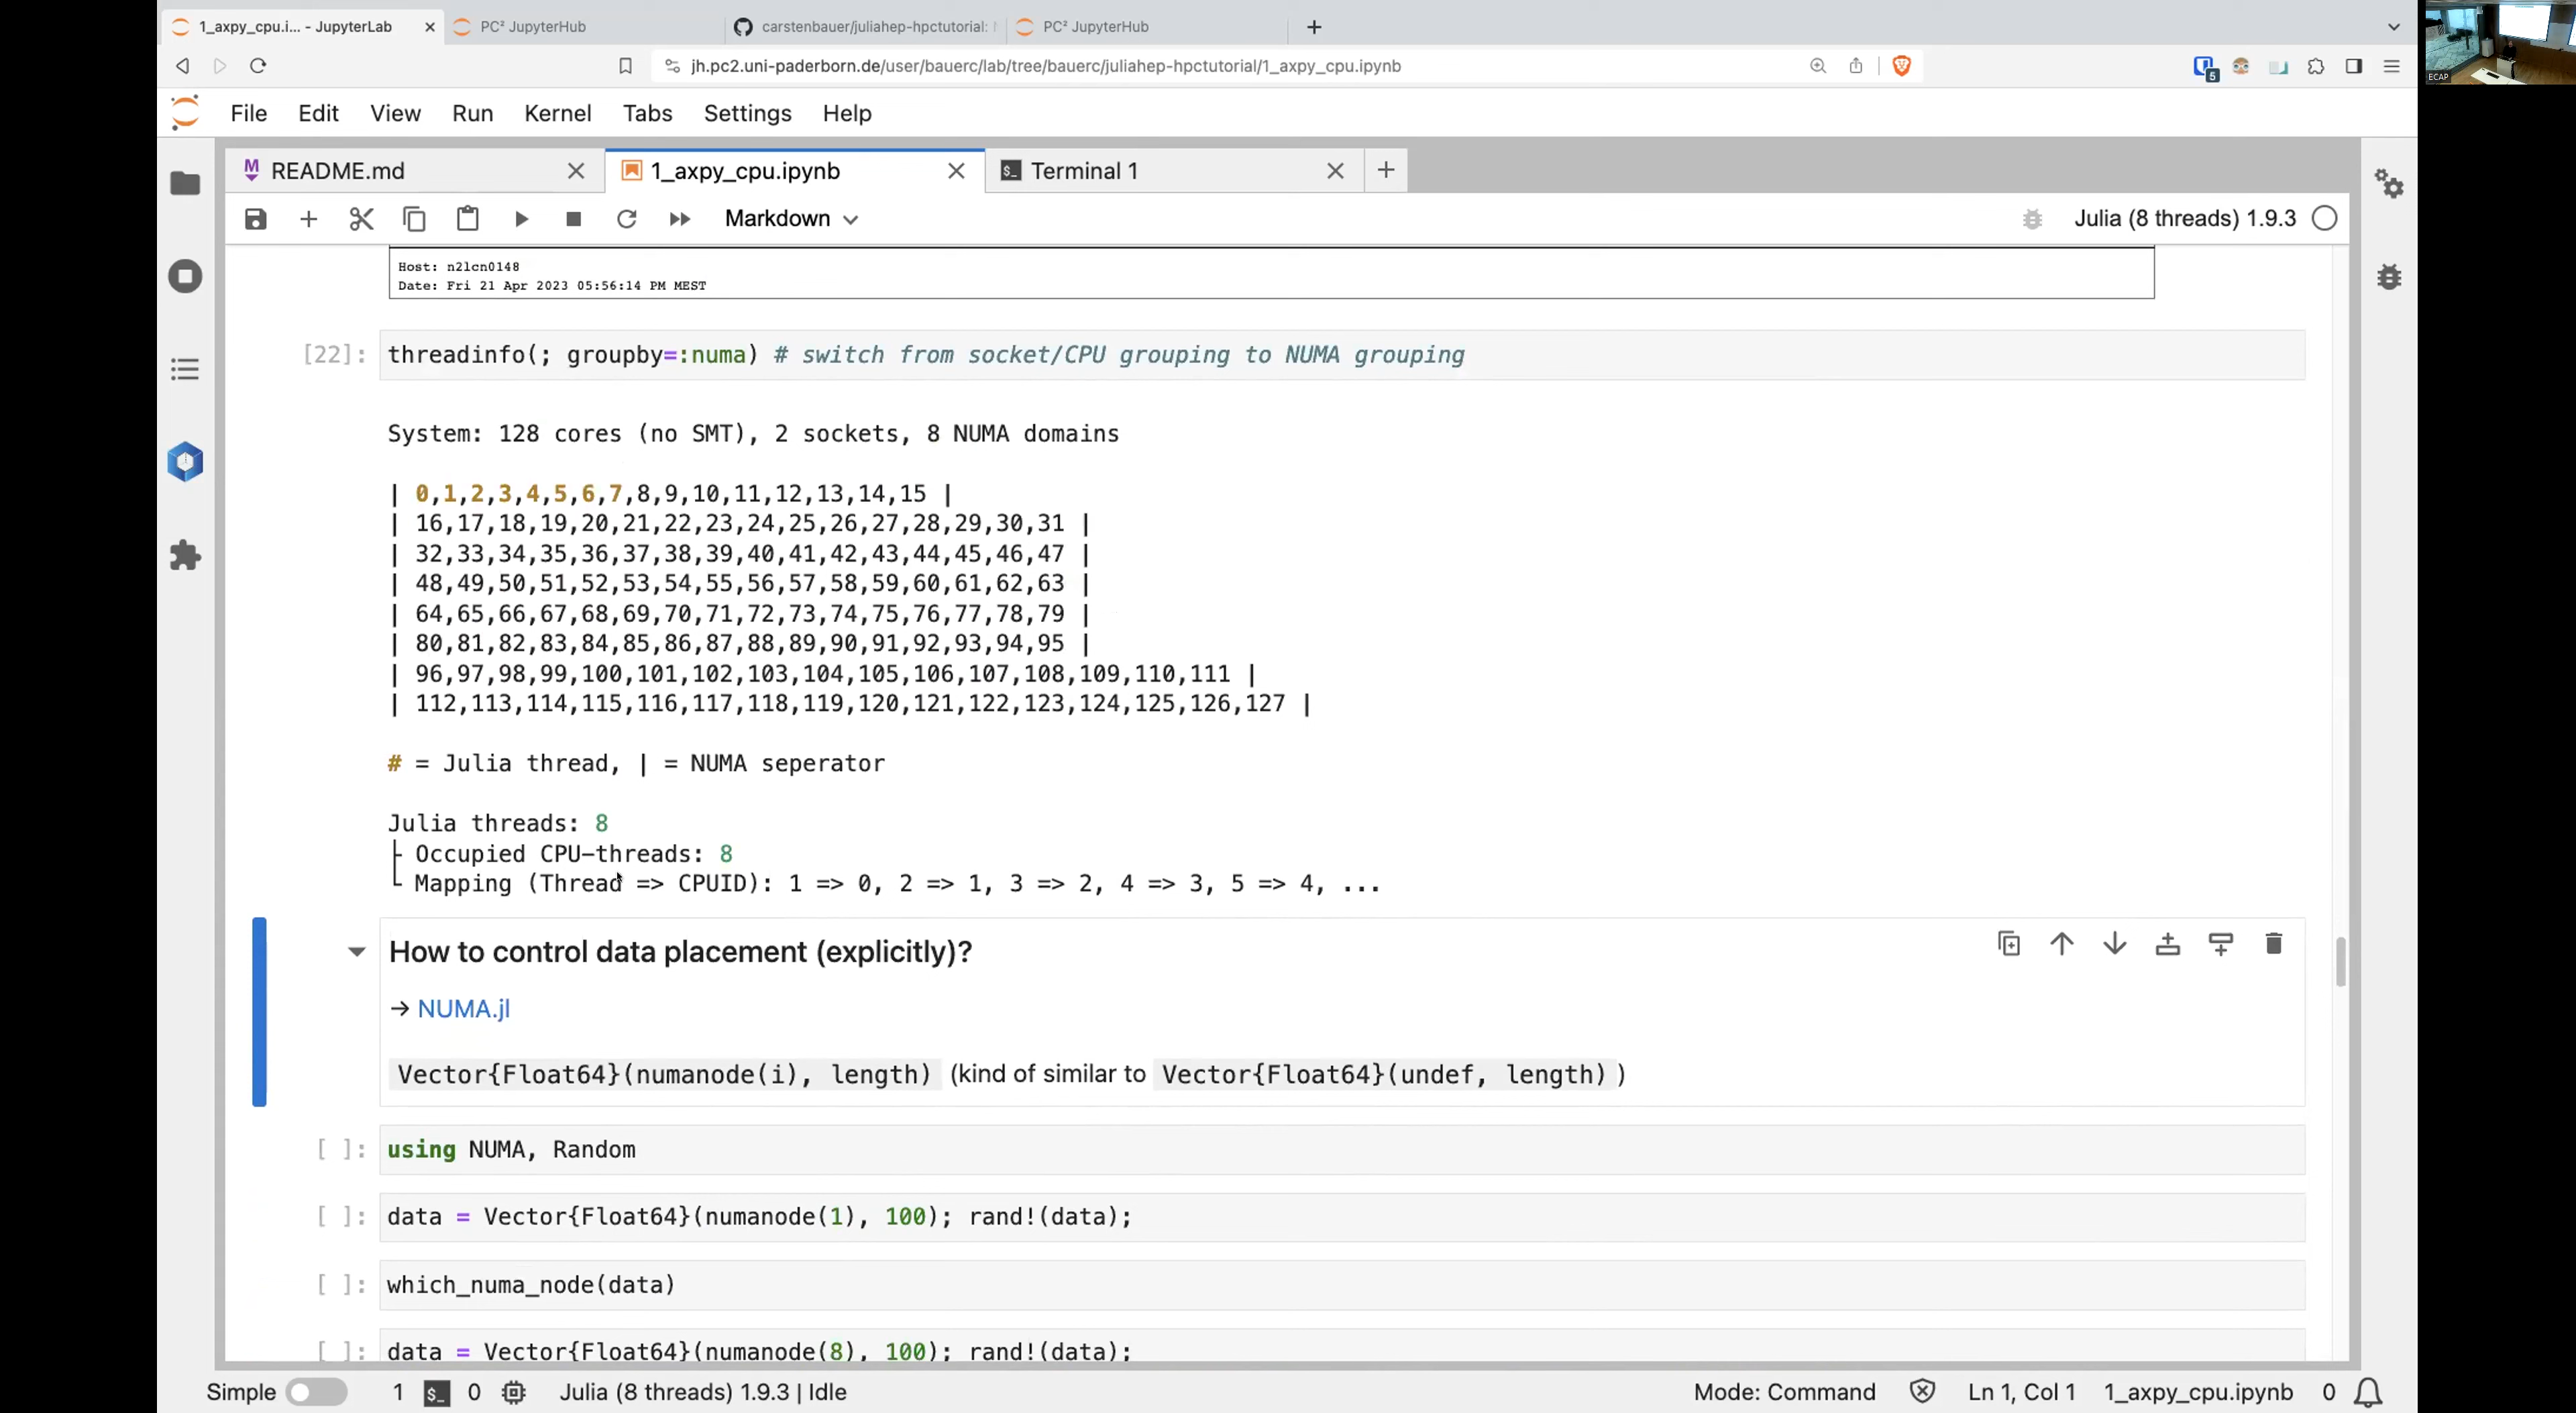 1_axpy_cpu.i... - JupyterLab
PC² JupyterHub
carstenbauer/juliahep-hpctutorial:
PC² JupyterHub
jh.pc2.uni-paderborn.de/user/bauerc/lab/tree/bauerc/juliahep-hpctutorial/1_axpy_cpu.ipynb
5
ECAP
File Edit View Run Kernel Tabs Settings Help
README.md
1_axpy_cpu.ipynb
Terminal 1
Markdown
Julia (8 threads) 1.9.3
Host: n2lcn0148
Date: Fri 21 Apr 2023 05:56:14 PM MEST
[22]: threadinfo(; groupby=:numa) # switch from socket/CPU grouping to NUMA grouping
System: 128 cores (no SMT), 2 sockets, 8 NUMA domains
| 0,1,2,3,4,5,6,7,8,9,10,11,12,13,14,15 |
| 16,17,18,19,20,21,22,23,24,25,26,27,28,29,30,31 |
| 32,33,34,35,36,37,38,39,40,41,42,43,44,45,46,47 |
| 48,49,50,51,52,53,54,55,56,57,58,59,60,61,62,63 |
| 64,65,66,67,68,69,70,71,72,73,74,75,76,77,78,79 |
| 80,81,82,83,84,85,86,87,88,89,90,91,92,93,94,95 |
| 96,97,98,99,100,101,102,103,104,105,106,107,108,109,110,111 |
| 112,113,114,115,116,117,118,119,120,121,122,123,124,125,126,127 |
# = Julia thread, | = NUMA seperator
Julia threads: 8
├ Occupied CPU-threads: 8
└ Mapping (Thread => CPUID): 1 => 0, 2 => 1, 3 => 2, 4 => 3, 5 => 4, ...
How to control data placement (explicitly)?
→ NUMA.jl
Vector{Float64}(numanode(i), length) (kind of similar to Vector{Float64}(undef, length) )
[ ]: using NUMA, Random
[ ]: data = Vector{Float64}(numanode(1), 100); rand!(data);
[ ]: which_numa_node(data)
[ ]: data = Vector{Float64}(numanode(8), 100); rand!(data);
Simple 1 0 Julia (8 threads) 1.9.3 | Idle Mode: Command Ln 1, Col 1 1_axpy_cpu.ipynb 0